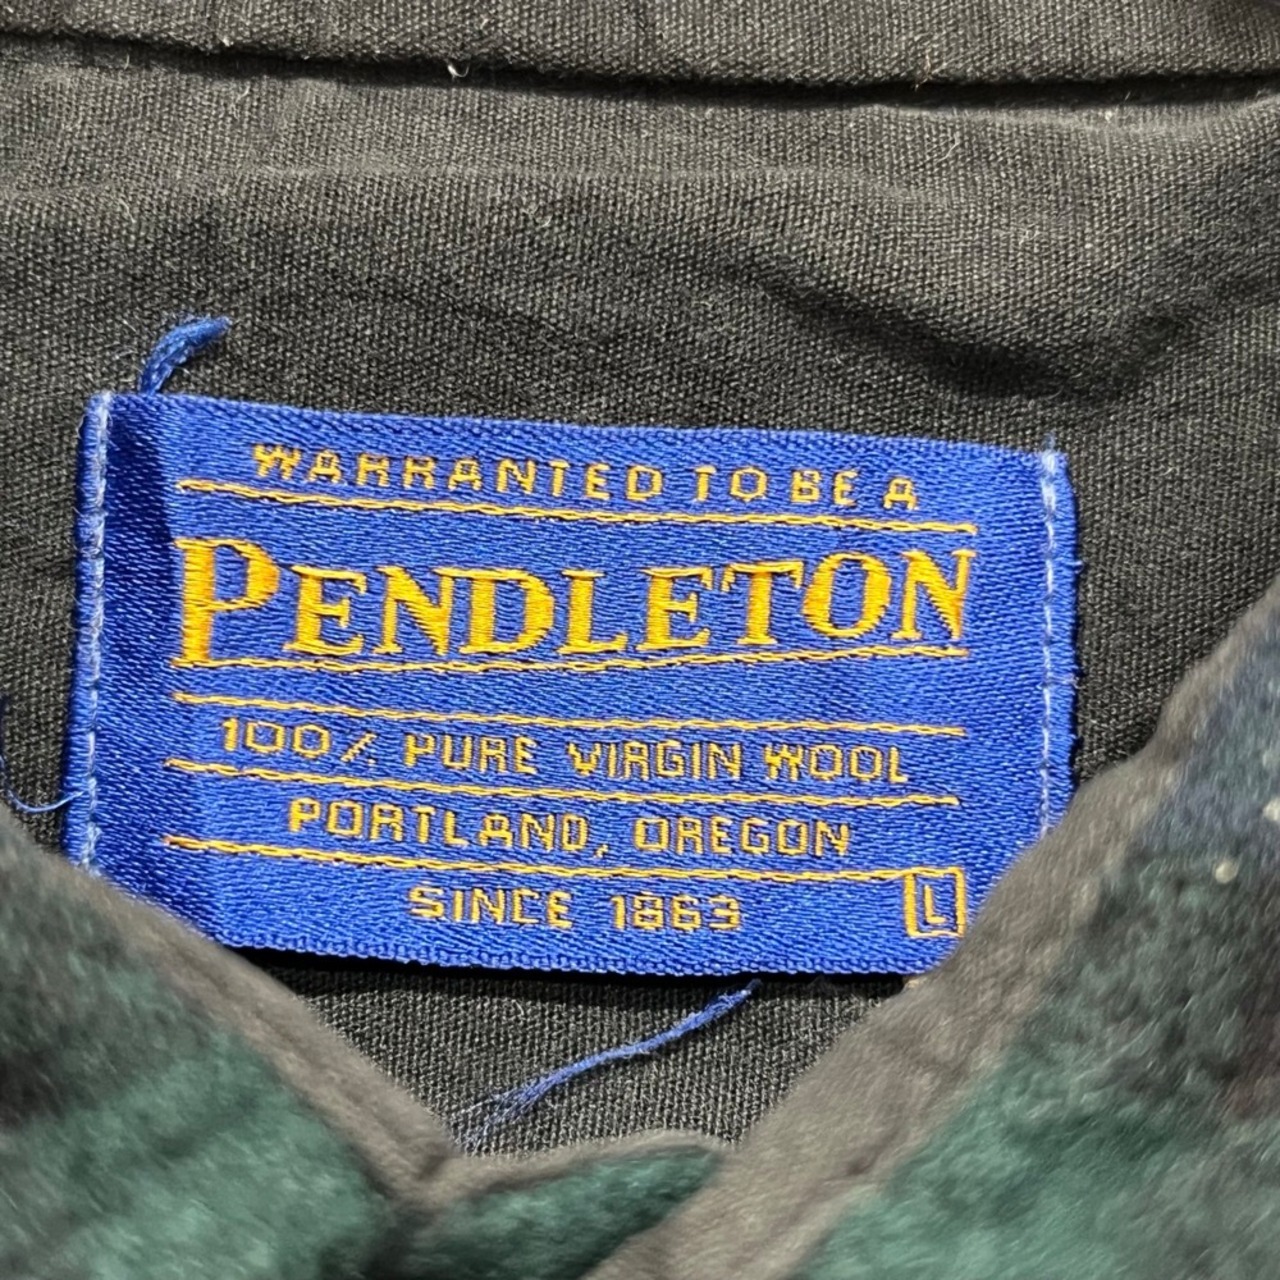 WARRANTED TO BE A
PENDLETON
100% PURE VIRGIN WOOL
PORTLAND, OREGON
SINCE 1863
L